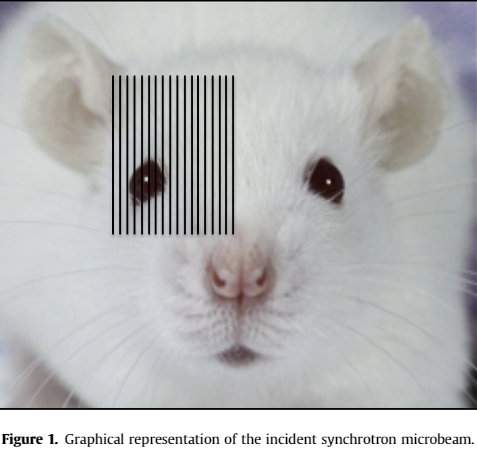 Figure 1. Graphical representation of the incident synchrotron microbeam.